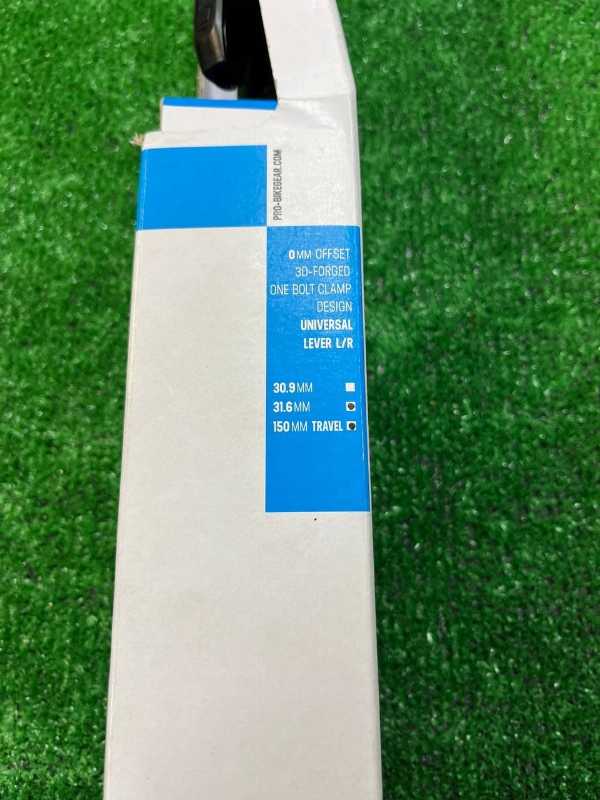 PRO-BIKEGEAR.COM
0MM OFFSET
3D-FORGED
ONE BOLT CLAMP
DESIGN
UNIVERSAL
LEVER L/R
30.9MM
31.6MM
150MM TRAVEL